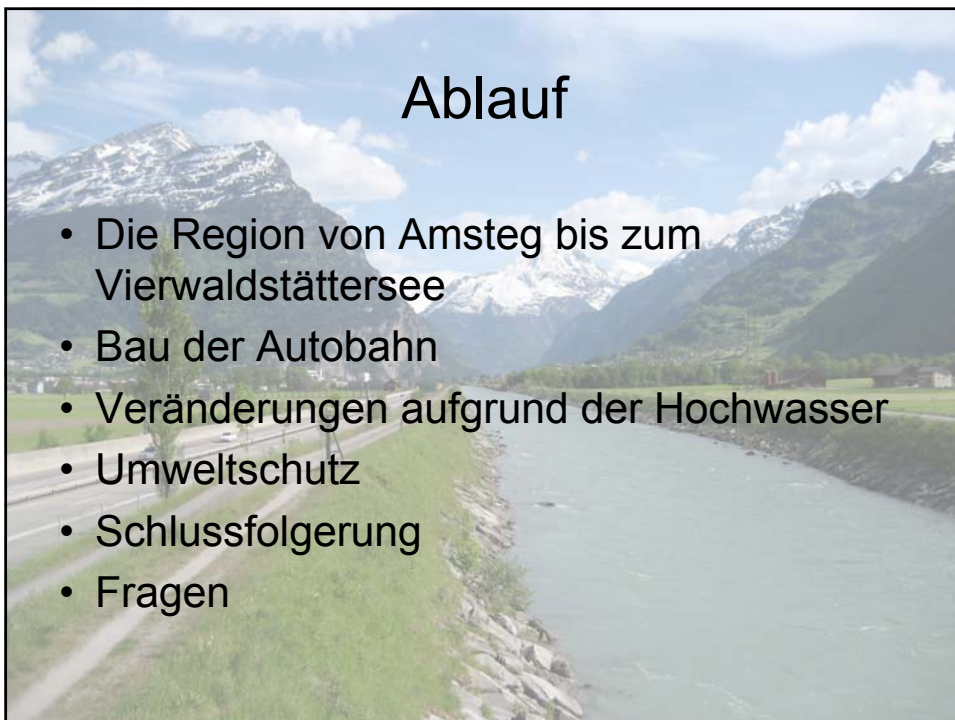 Ablauf
• Die Region von Amsteg bis zum
Vierwaldstättersee
• Bau der Autobahn
• Veränderungen aufgrund der Hochwasser
• Umweltschutz
• Schlussfolgerung
• Fragen